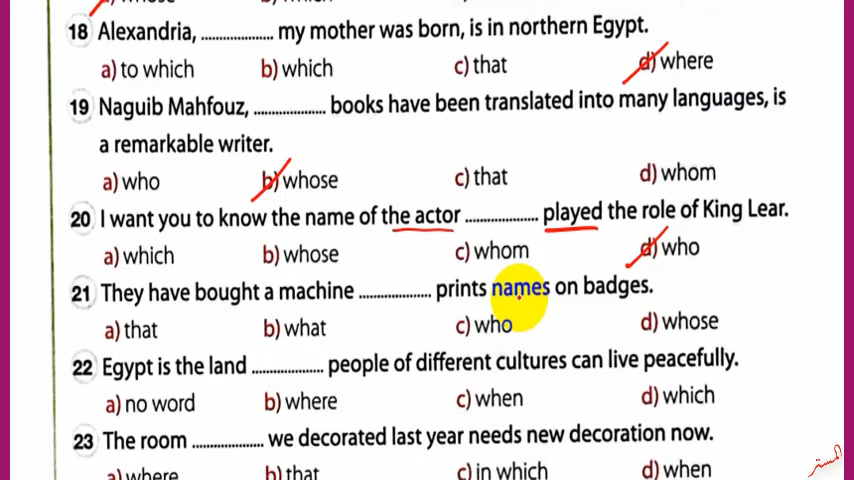 18 Alexandria, .................... my mother was born, is in northern Egypt.
a) to which b) which c) that d) where
19 Naguib Mahfouz, .................... books have been translated into many languages, is
a remarkable writer.
a) who b) whose c) that d) whom
20 I want you to know the name of the actor .................... played the role of King Lear.
a) which b) whose c) whom d) who
21 They have bought a machine .................... prints names on badges.
a) that b) what c) who d) whose
22 Egypt is the land .................... people of different cultures can live peacefully.
a) no word b) where c) when d) which
23 The room .................... we decorated last year needs new decoration now.
a) where b) that c) in which d) when
المستر